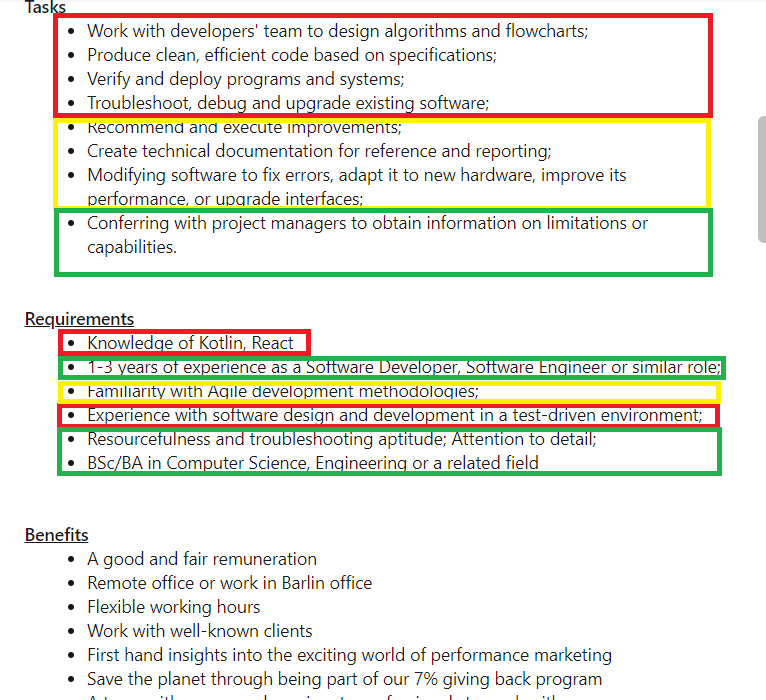 Tasks
• Work with developers' team to design algorithms and flowcharts;
• Produce clean, efficient code based on specifications;
• Verify and deploy programs and systems;
• Troubleshoot, debug and upgrade existing software;
• Recommend and execute improvements;
• Create technical documentation for reference and reporting;
• Modifying software to fix errors, adapt it to new hardware, improve its
performance, or upgrade interfaces;
• Conferring with project managers to obtain information on limitations or
capabilities.
Requirements
• Knowledge of Kotlin, React
• 1-3 years of experience as a Software Developer, Software Engineer or similar role;
• Familiarity with Agile development methodologies;
• Experience with software design and development in a test-driven environment;
• Resourcefulness and troubleshooting aptitude; Attention to detail;
• BSc/BA in Computer Science, Engineering or a related field
Benefits
• A good and fair remuneration
• Remote office or work in Barlin office
• Flexible working hours
• Work with well-known clients
• First hand insights into the exciting world of performance marketing
• Save the planet through being part of our 7% giving back program